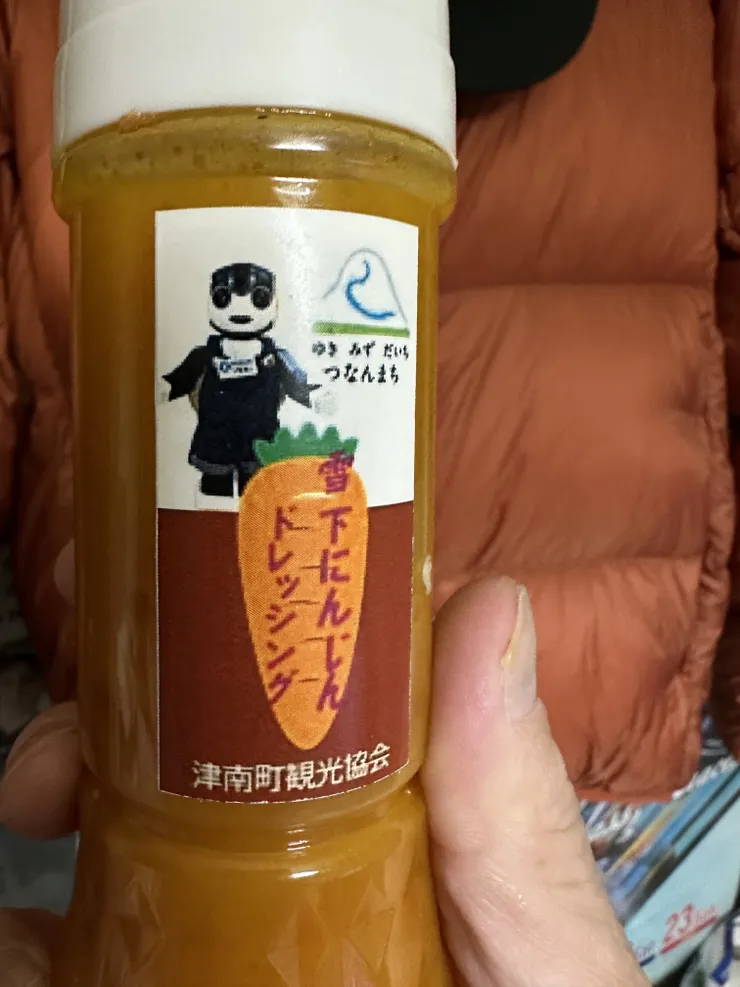 ゆき みず だいち
つなんまち
雪下にんじん
ドレッシング
津南町観光協会
23